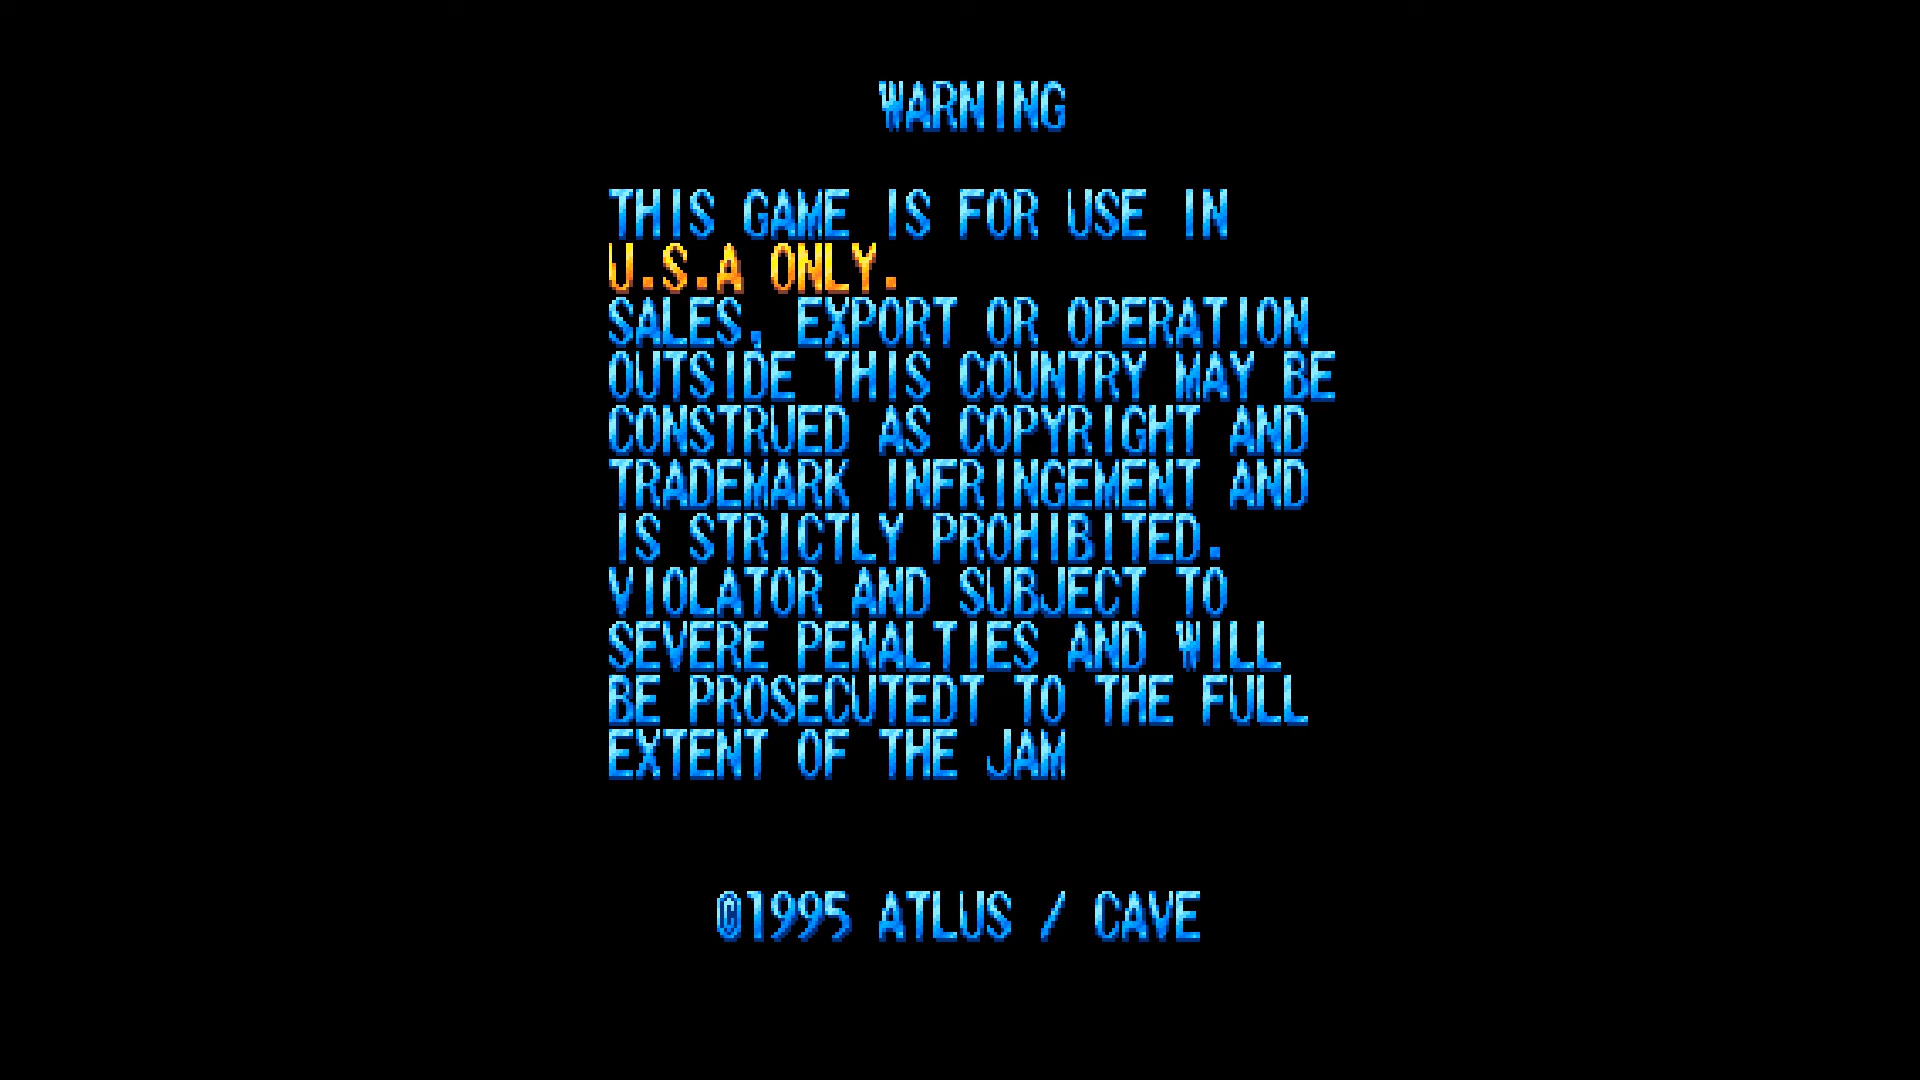 WARNING
THIS GAME IS FOR USE IN
U.S.A ONLY.
SALES, EXPORT OR OPERATION
OUTSIDE THIS COUNTRY MAY BE
CONSTRUED AS COPYRIGHT AND
TRADEMARK INFRINGEMENT AND
IS STRICTLY PROHIBITED.
VIOLATOR AND SUBJECT TO
SEVERE PENALTIES AND WILL
BE PROSECUTEDT TO THE FULL
EXTENT OF THE JAM
©1995 ATLUS / CAVE